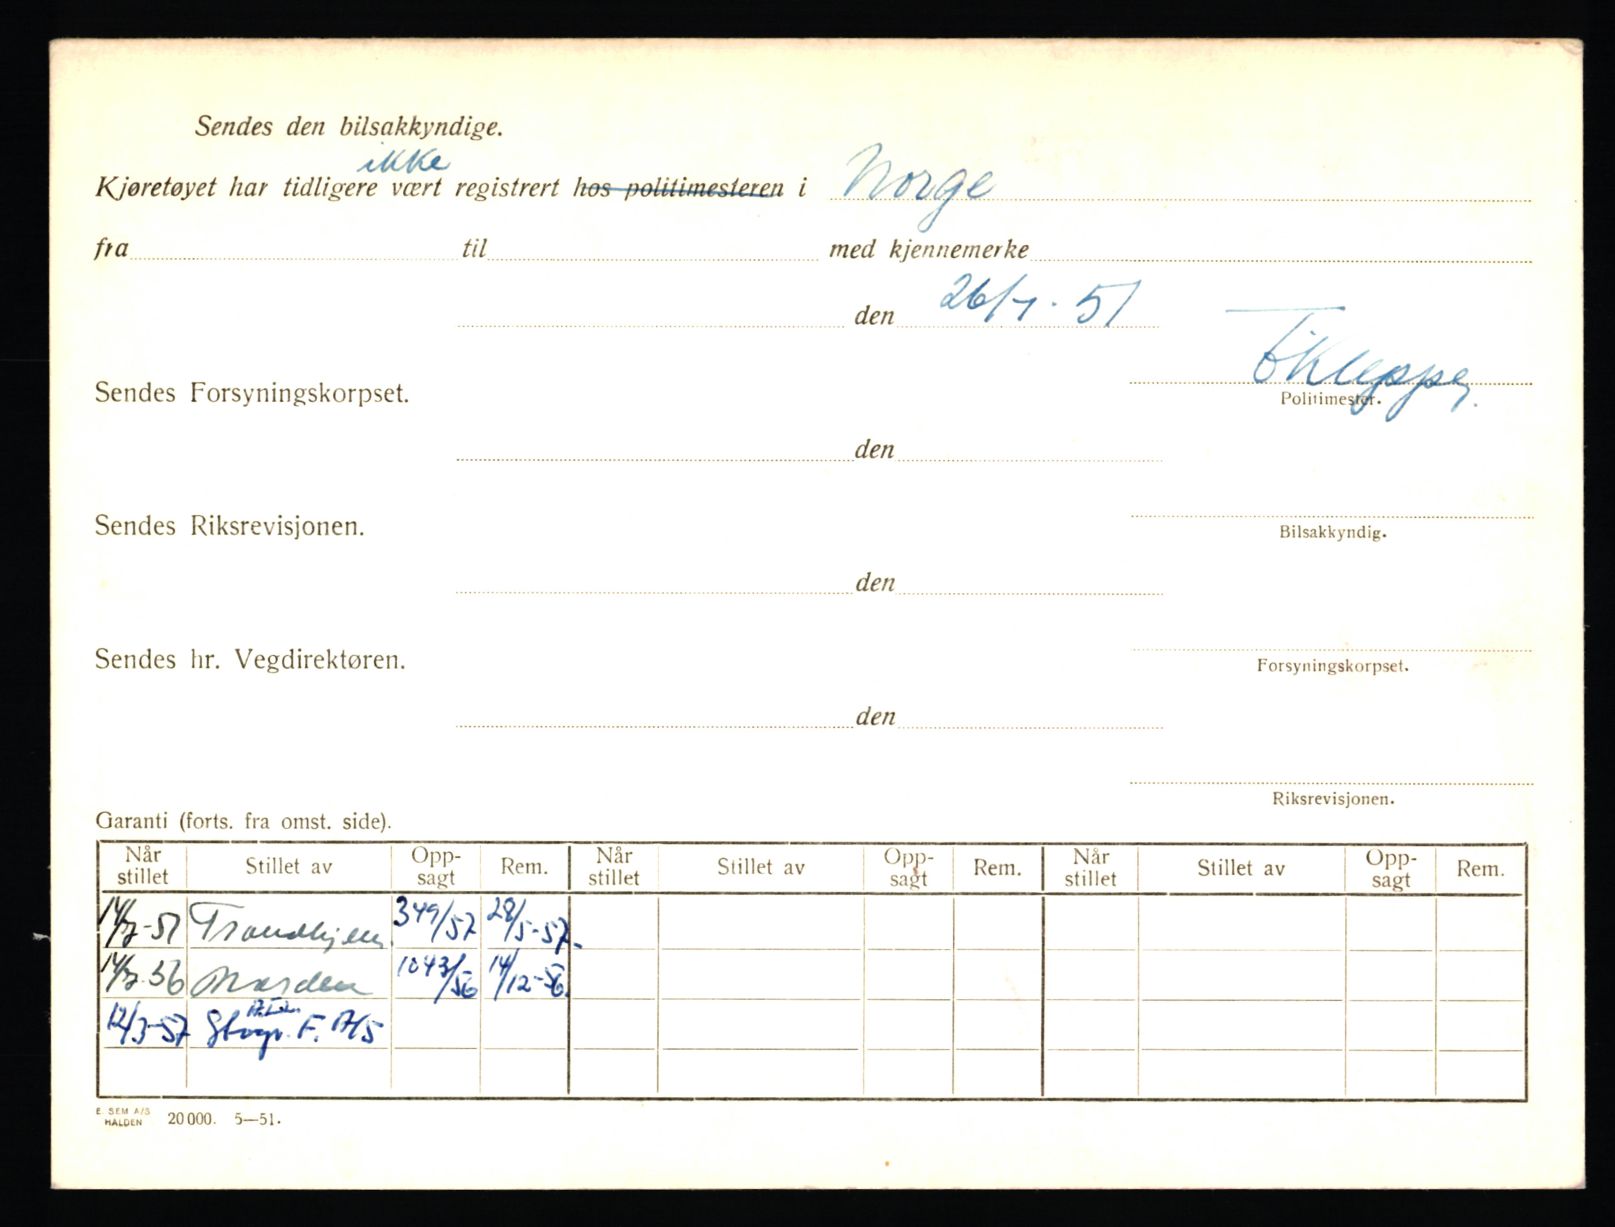 Sendes den bilsakkyndige.
ikke
Kjøretøyet har tidligere vært registrert hos politimesteren i Norge
fra til med kjennemerke
den 26/7. 51
Sendes Forsyningskorpset.
Politimester.
den
Sendes Riksrevisjonen.
Bilsakkyndig.
den
Sendes hr. Vegdirektøren.
Forsyningskorpset.
den
Riksrevisjonen.
Garanti (forts. fra omst. side).
Når stillet Stillet av Opp-sagt Rem. Når stillet Stillet av Opp-sagt Rem. Når stillet Stillet av Opp-sagt Rem.
14/7-51 Trondhjem 349/57 28/5-57.
14/7-56 Norden 1043/56 14/12-56.
12/3-57 F. A/S
E. SEM A/S
HALDEN 20 000. 5—51.